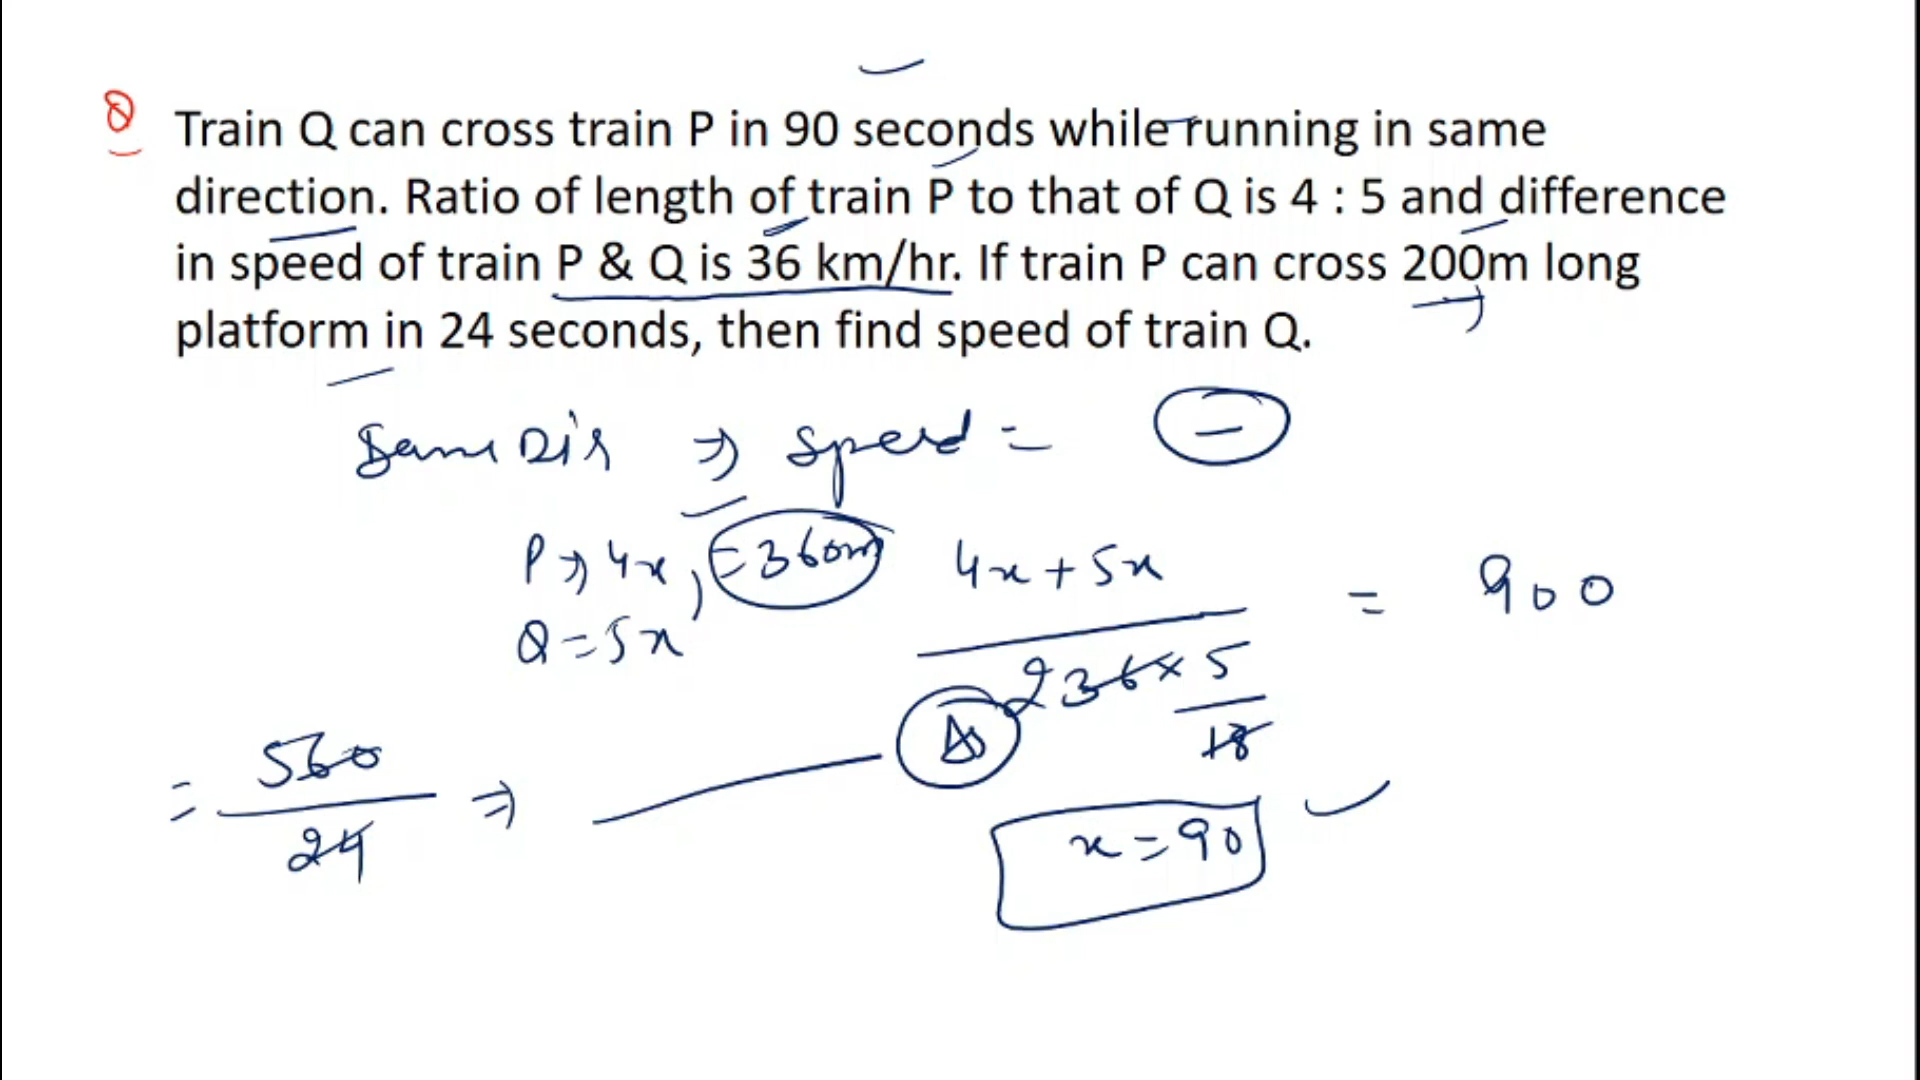 Q Train Q can cross train P in 90 seconds while running in same
direction. Ratio of length of train P to that of Q is 4 : 5 and difference
in speed of train P & Q is 36 km/hr. If train P can cross 200m long
platform in 24 seconds, then find speed of train Q.
Same Dir ⇒ Speed = −
P ⇒ 4x, = 360m
Q = 5x
4x + 5x = 900
2 36 × 5
18
560
= ⇒
24
x = 90